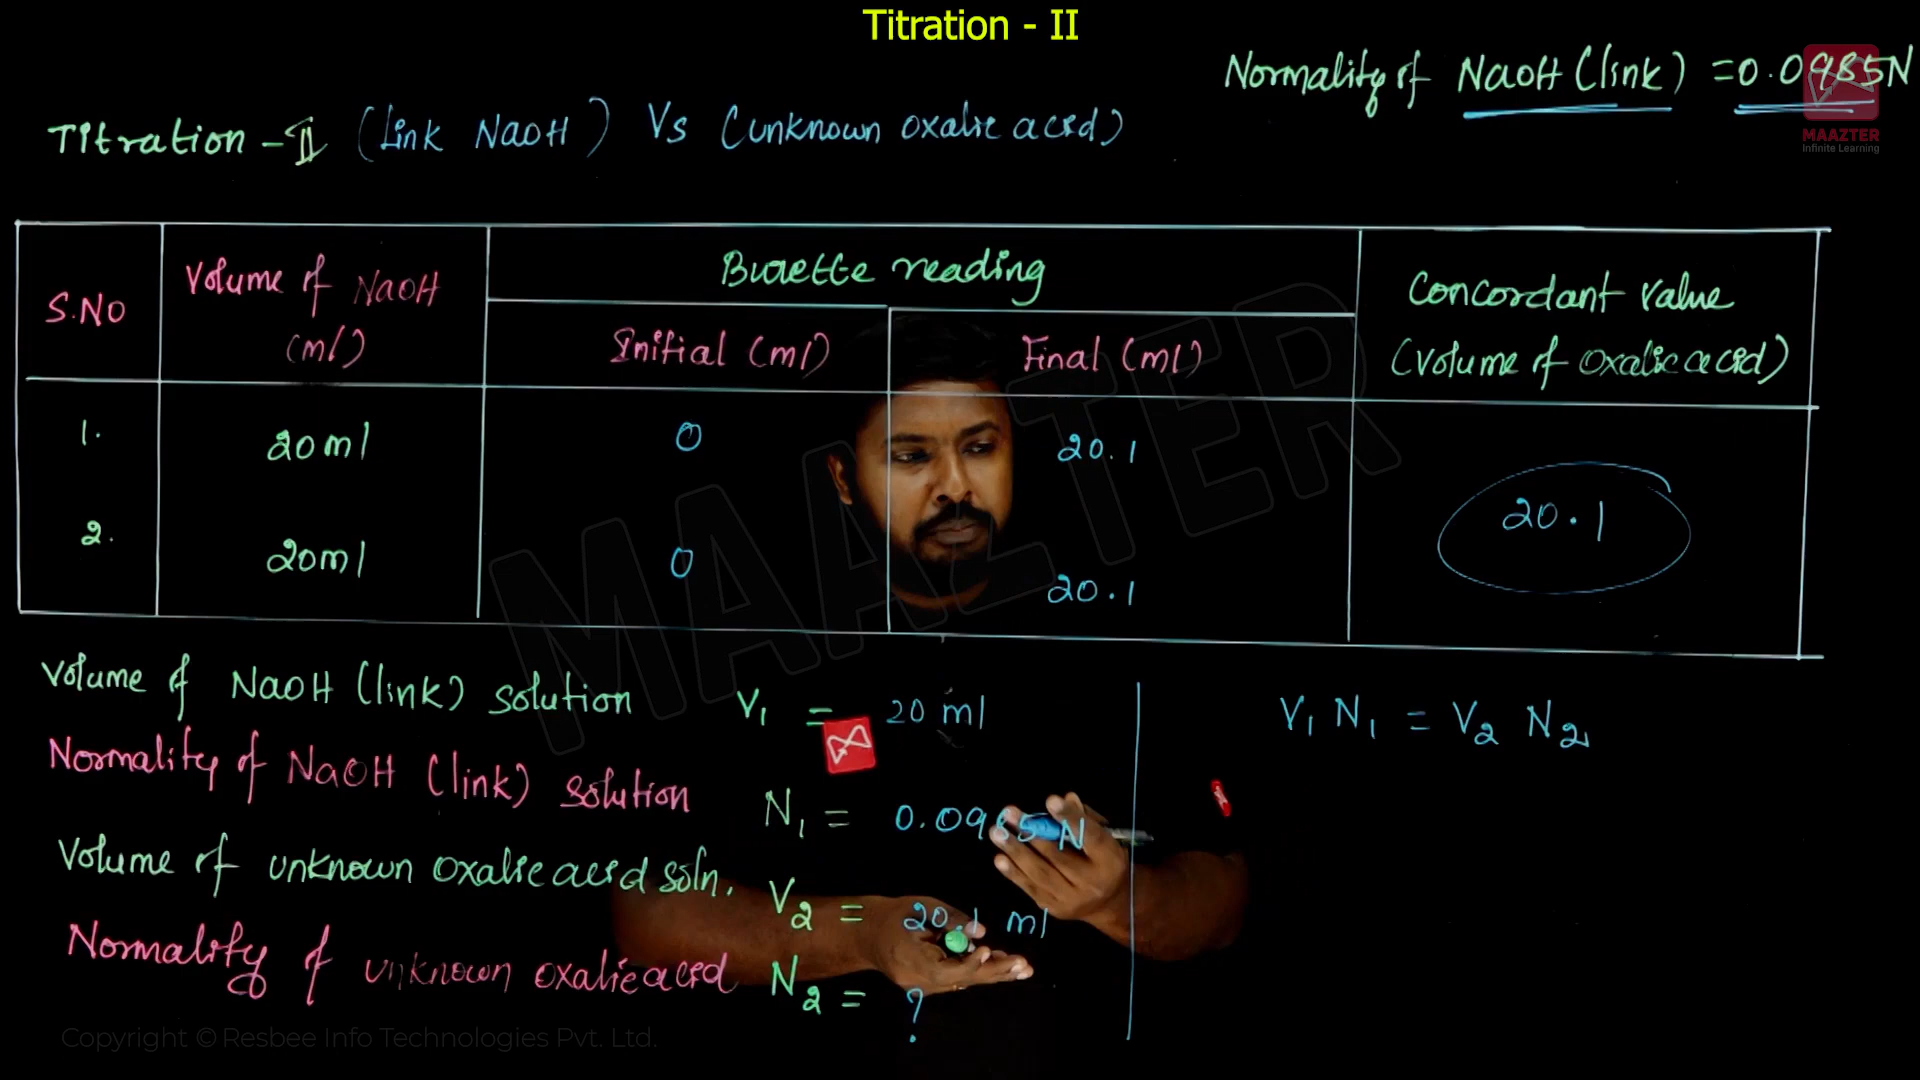 Titration - II
Normality of NaOH (link) = 0.0985N
MAAZTER
Infinite Learning
Titration - II (Link NaOH) Vs (unknown oxalic acid)
S.NO
Volume of NaOH
(ml)
Burette reading
Initial (ml)
Final (ml)
Concordant Value
(Volume of oxalic acid)
1.
20ml
0
20.1
2.
20ml
0
20.1
20.1
MAAZTER
Volume of NaOH (link) solution V1 = 20 ml
V1 N1 = V2 N2
Normality of NaOH (link) solution N1 = 0.0985 N
Volume of unknown oxalic acid soln. V2 = 20.1 ml
Normality of unknown oxalic acid N2 = ?
Copyright © Resbee Info Technologies Pvt. Ltd.